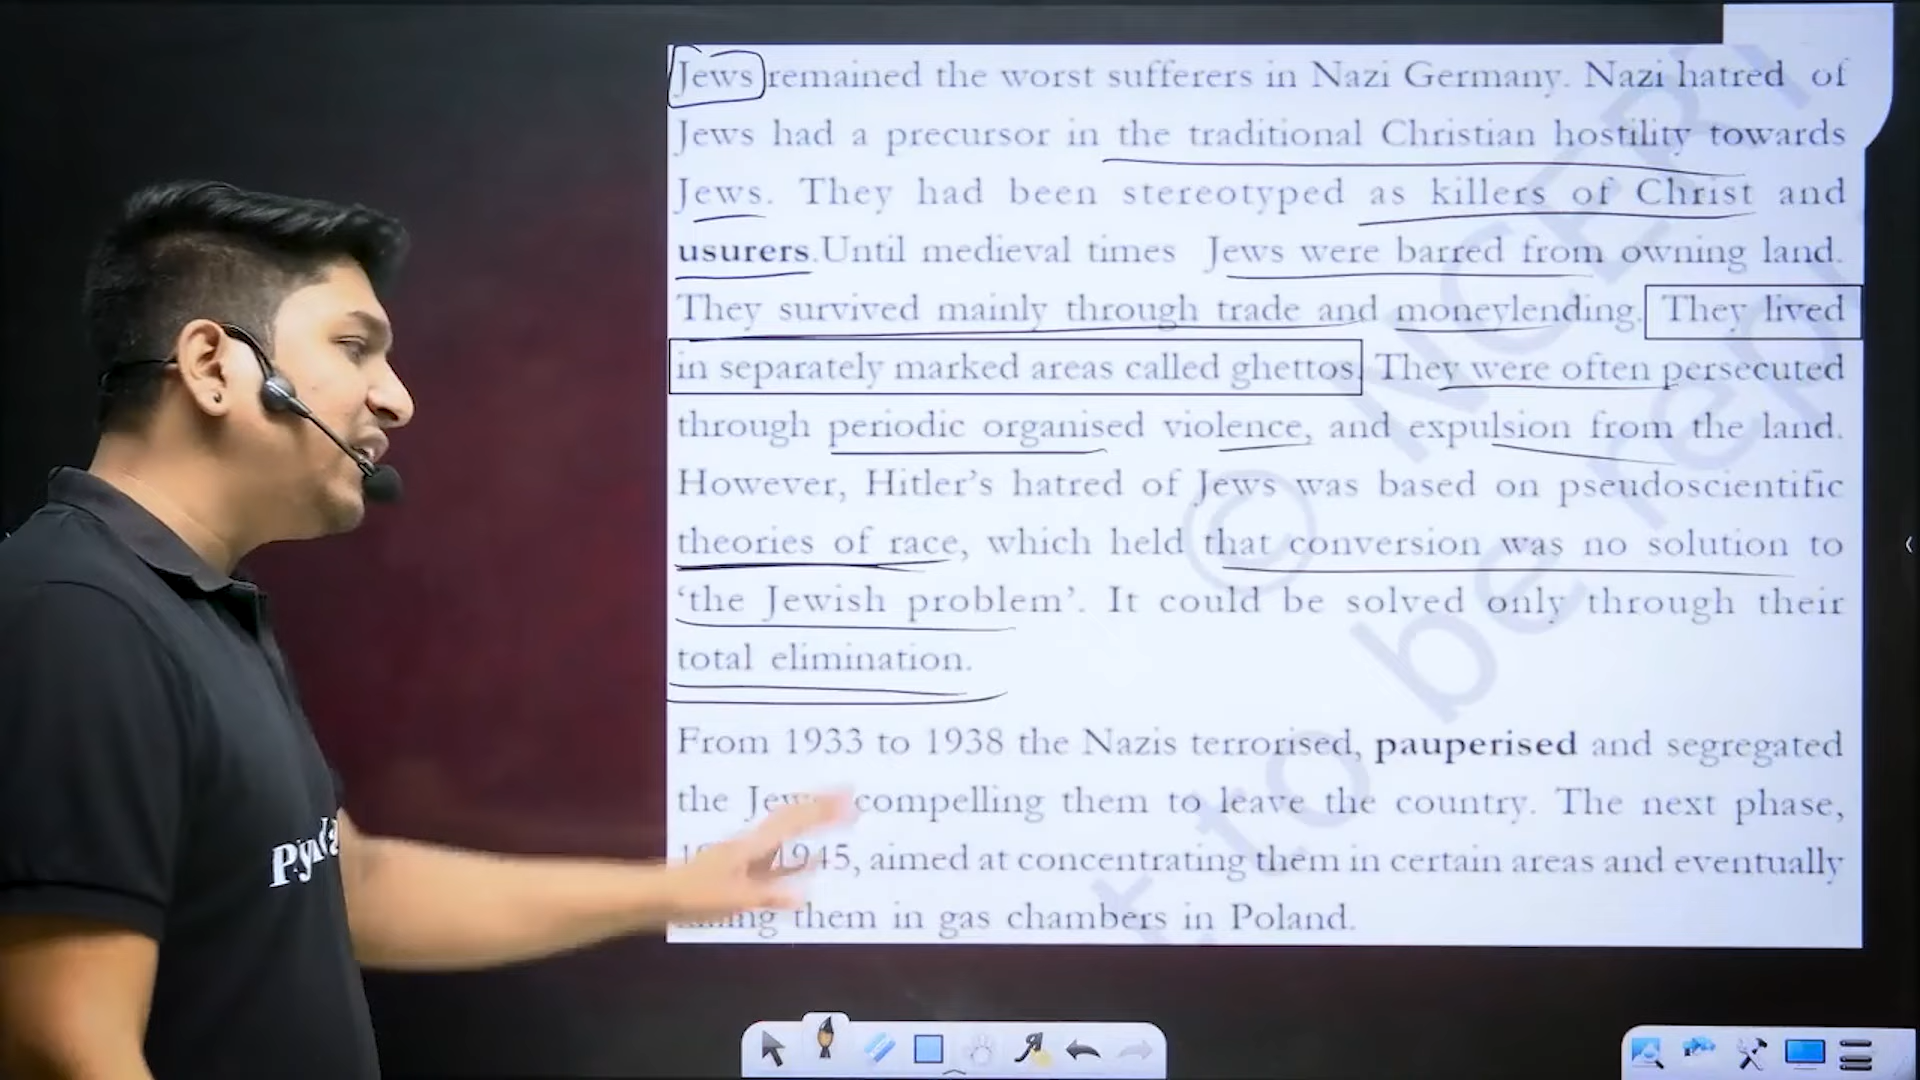 Jews remained the worst sufferers in Nazi Germany. Nazi hatred of
Jews had a precursor in the traditional Christian hostility towards
Jews. They had been stereotyped as killers of Christ and
usurers.Until medieval times Jews were barred from owning land.
They survived mainly through trade and moneylending. They lived
in separately marked areas called ghettos. They were often persecuted
through periodic organised violence, and expulsion from the land.
However, Hitler’s hatred of Jews was based on pseudoscientific
theories of race, which held that conversion was no solution to
‘the Jewish problem’. It could be solved only through their
total elimination.
From 1933 to 1938 the Nazis terrorised, pauperised and segregated
the Jews compelling them to leave the country. The next phase,
1945, aimed at concentrating them in certain areas and eventually
them in gas chambers in Poland.
© NCERT
t to be rep